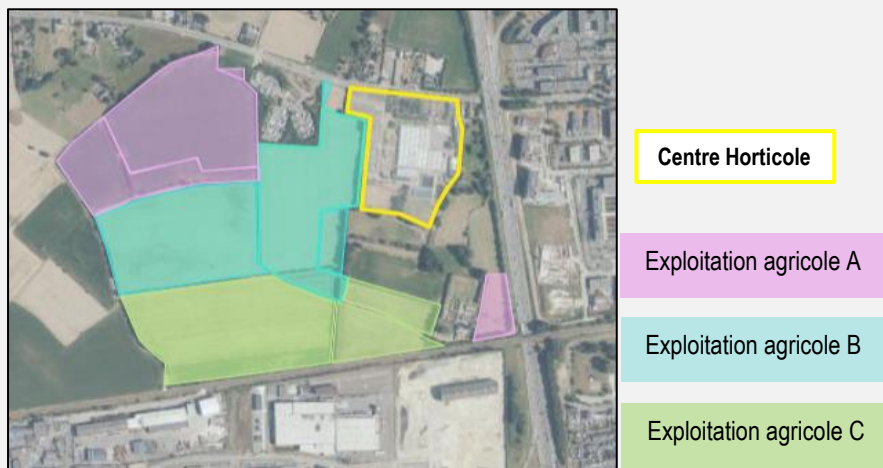 Centre Horticole
Exploitation agricole A
Exploitation agricole B
Exploitation agricole C